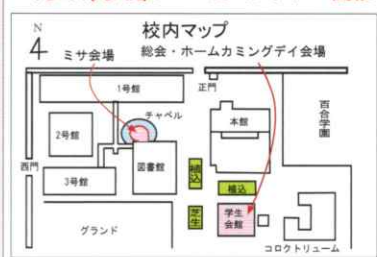 校内マップ
N
ミサ会場
総会・ホームカミングデイ会場
正門
1号館
チャペル
本館
百合学園
2号館
図書館
植込
西門
3号館
植込
学生
会館
グランド
コロクトリューム